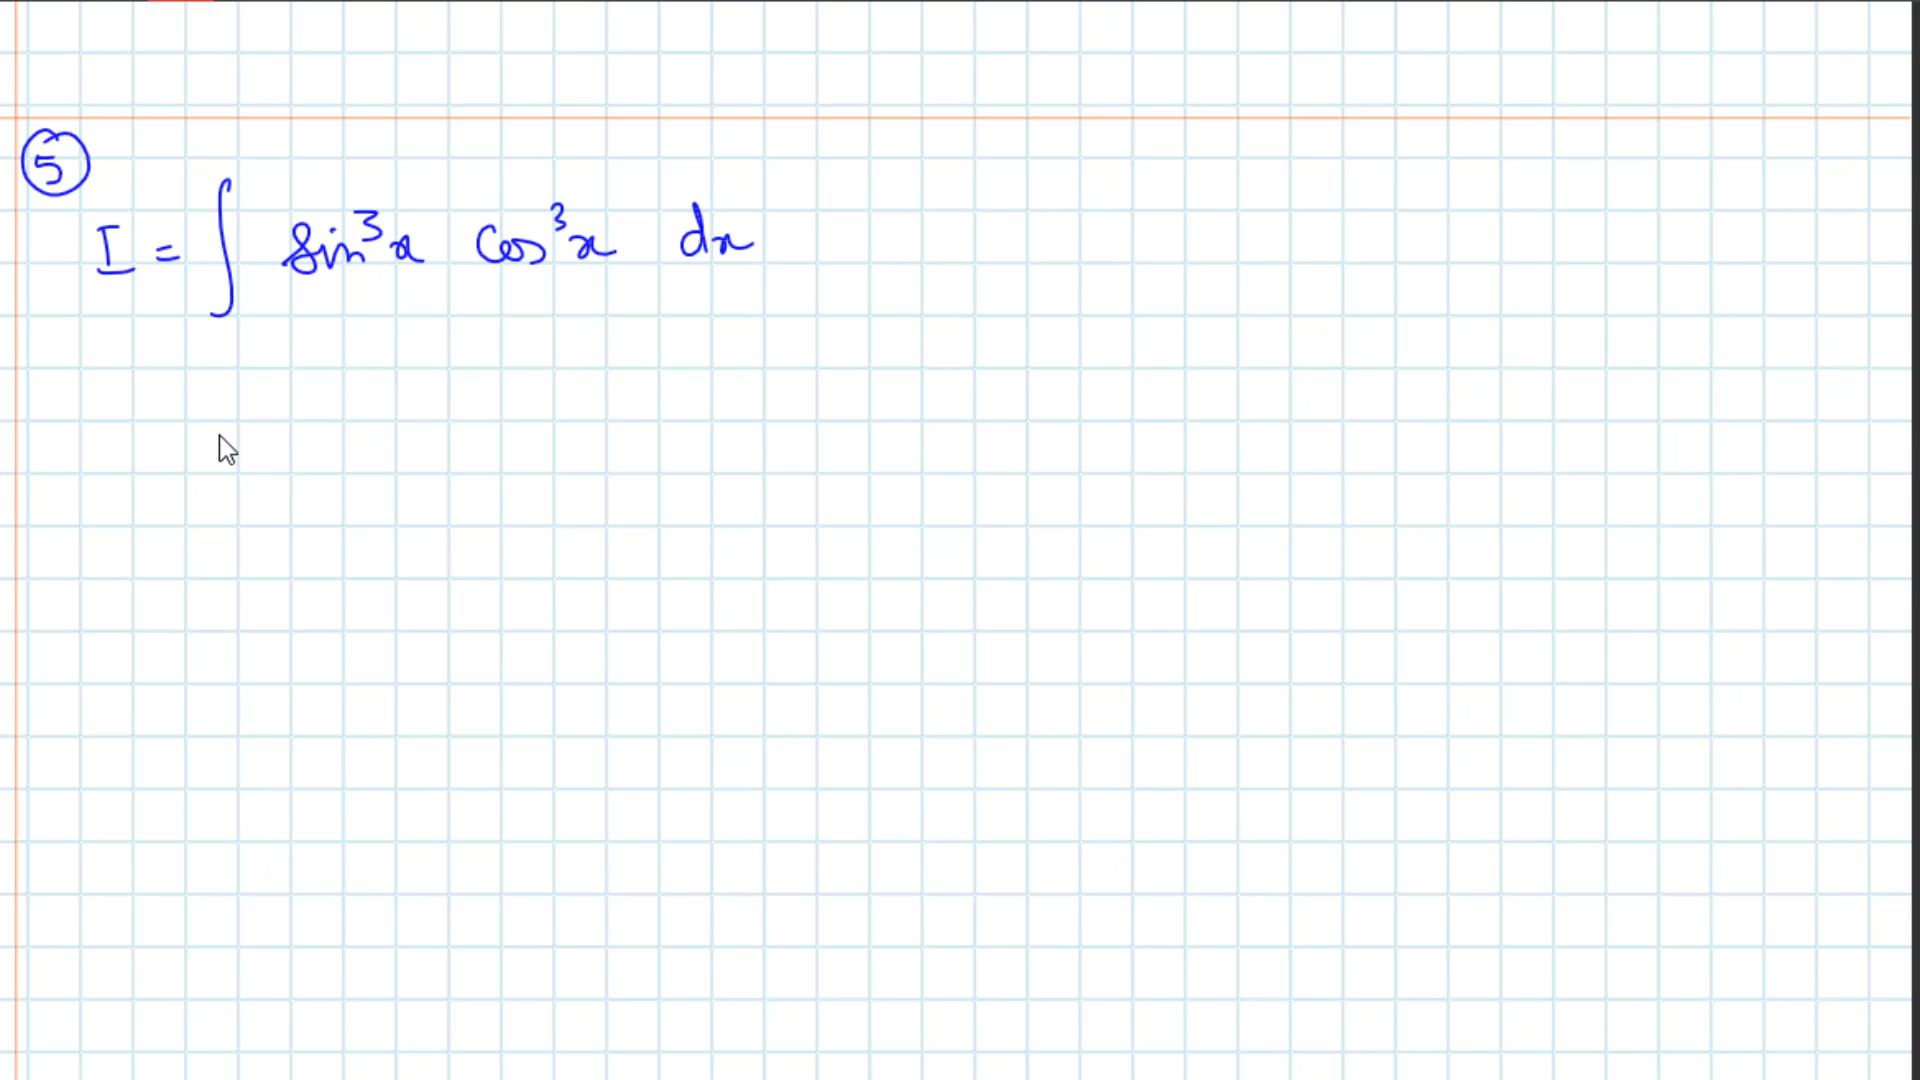 5
I = ∫ sin³x cos³x dx